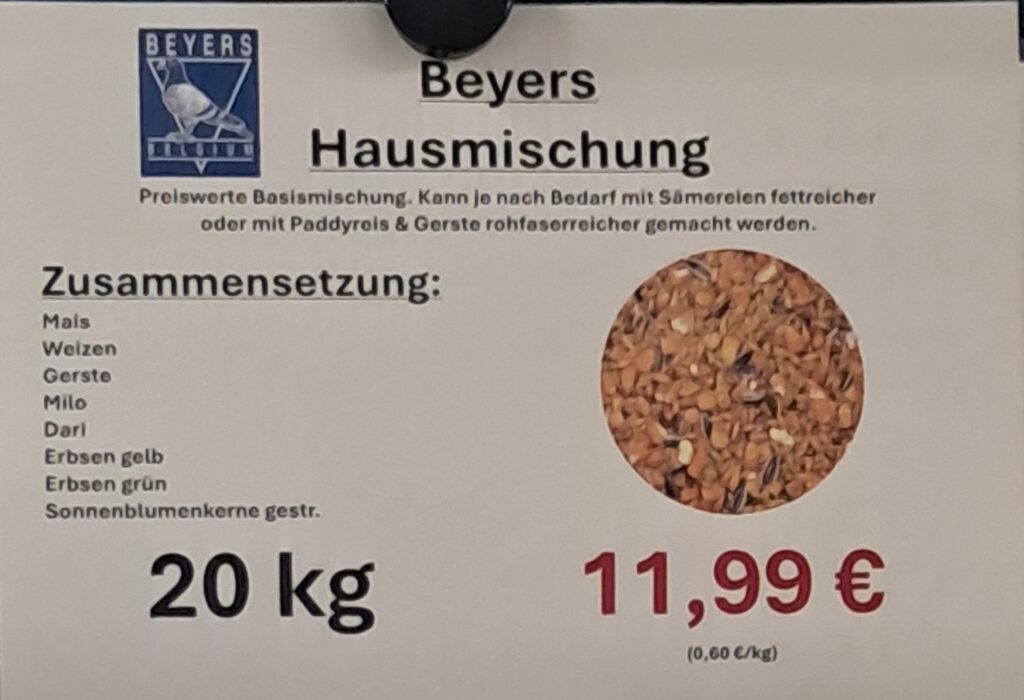 BEYERS
BELGIUM
Beyers
Hausmischung
Preiswerte Basismischung. Kann je nach Bedarf mit Sämereien fettreicher
oder mit Paddyreis & Gerste rohfaserreicher gemacht werden.
Zusammensetzung:
Mais
Weizen
Gerste
Milo
Dari
Erbsen gelb
Erbsen grün
Sonnenblumenkerne gestr.
20 kg
11,99 €
(0,60 €/kg)